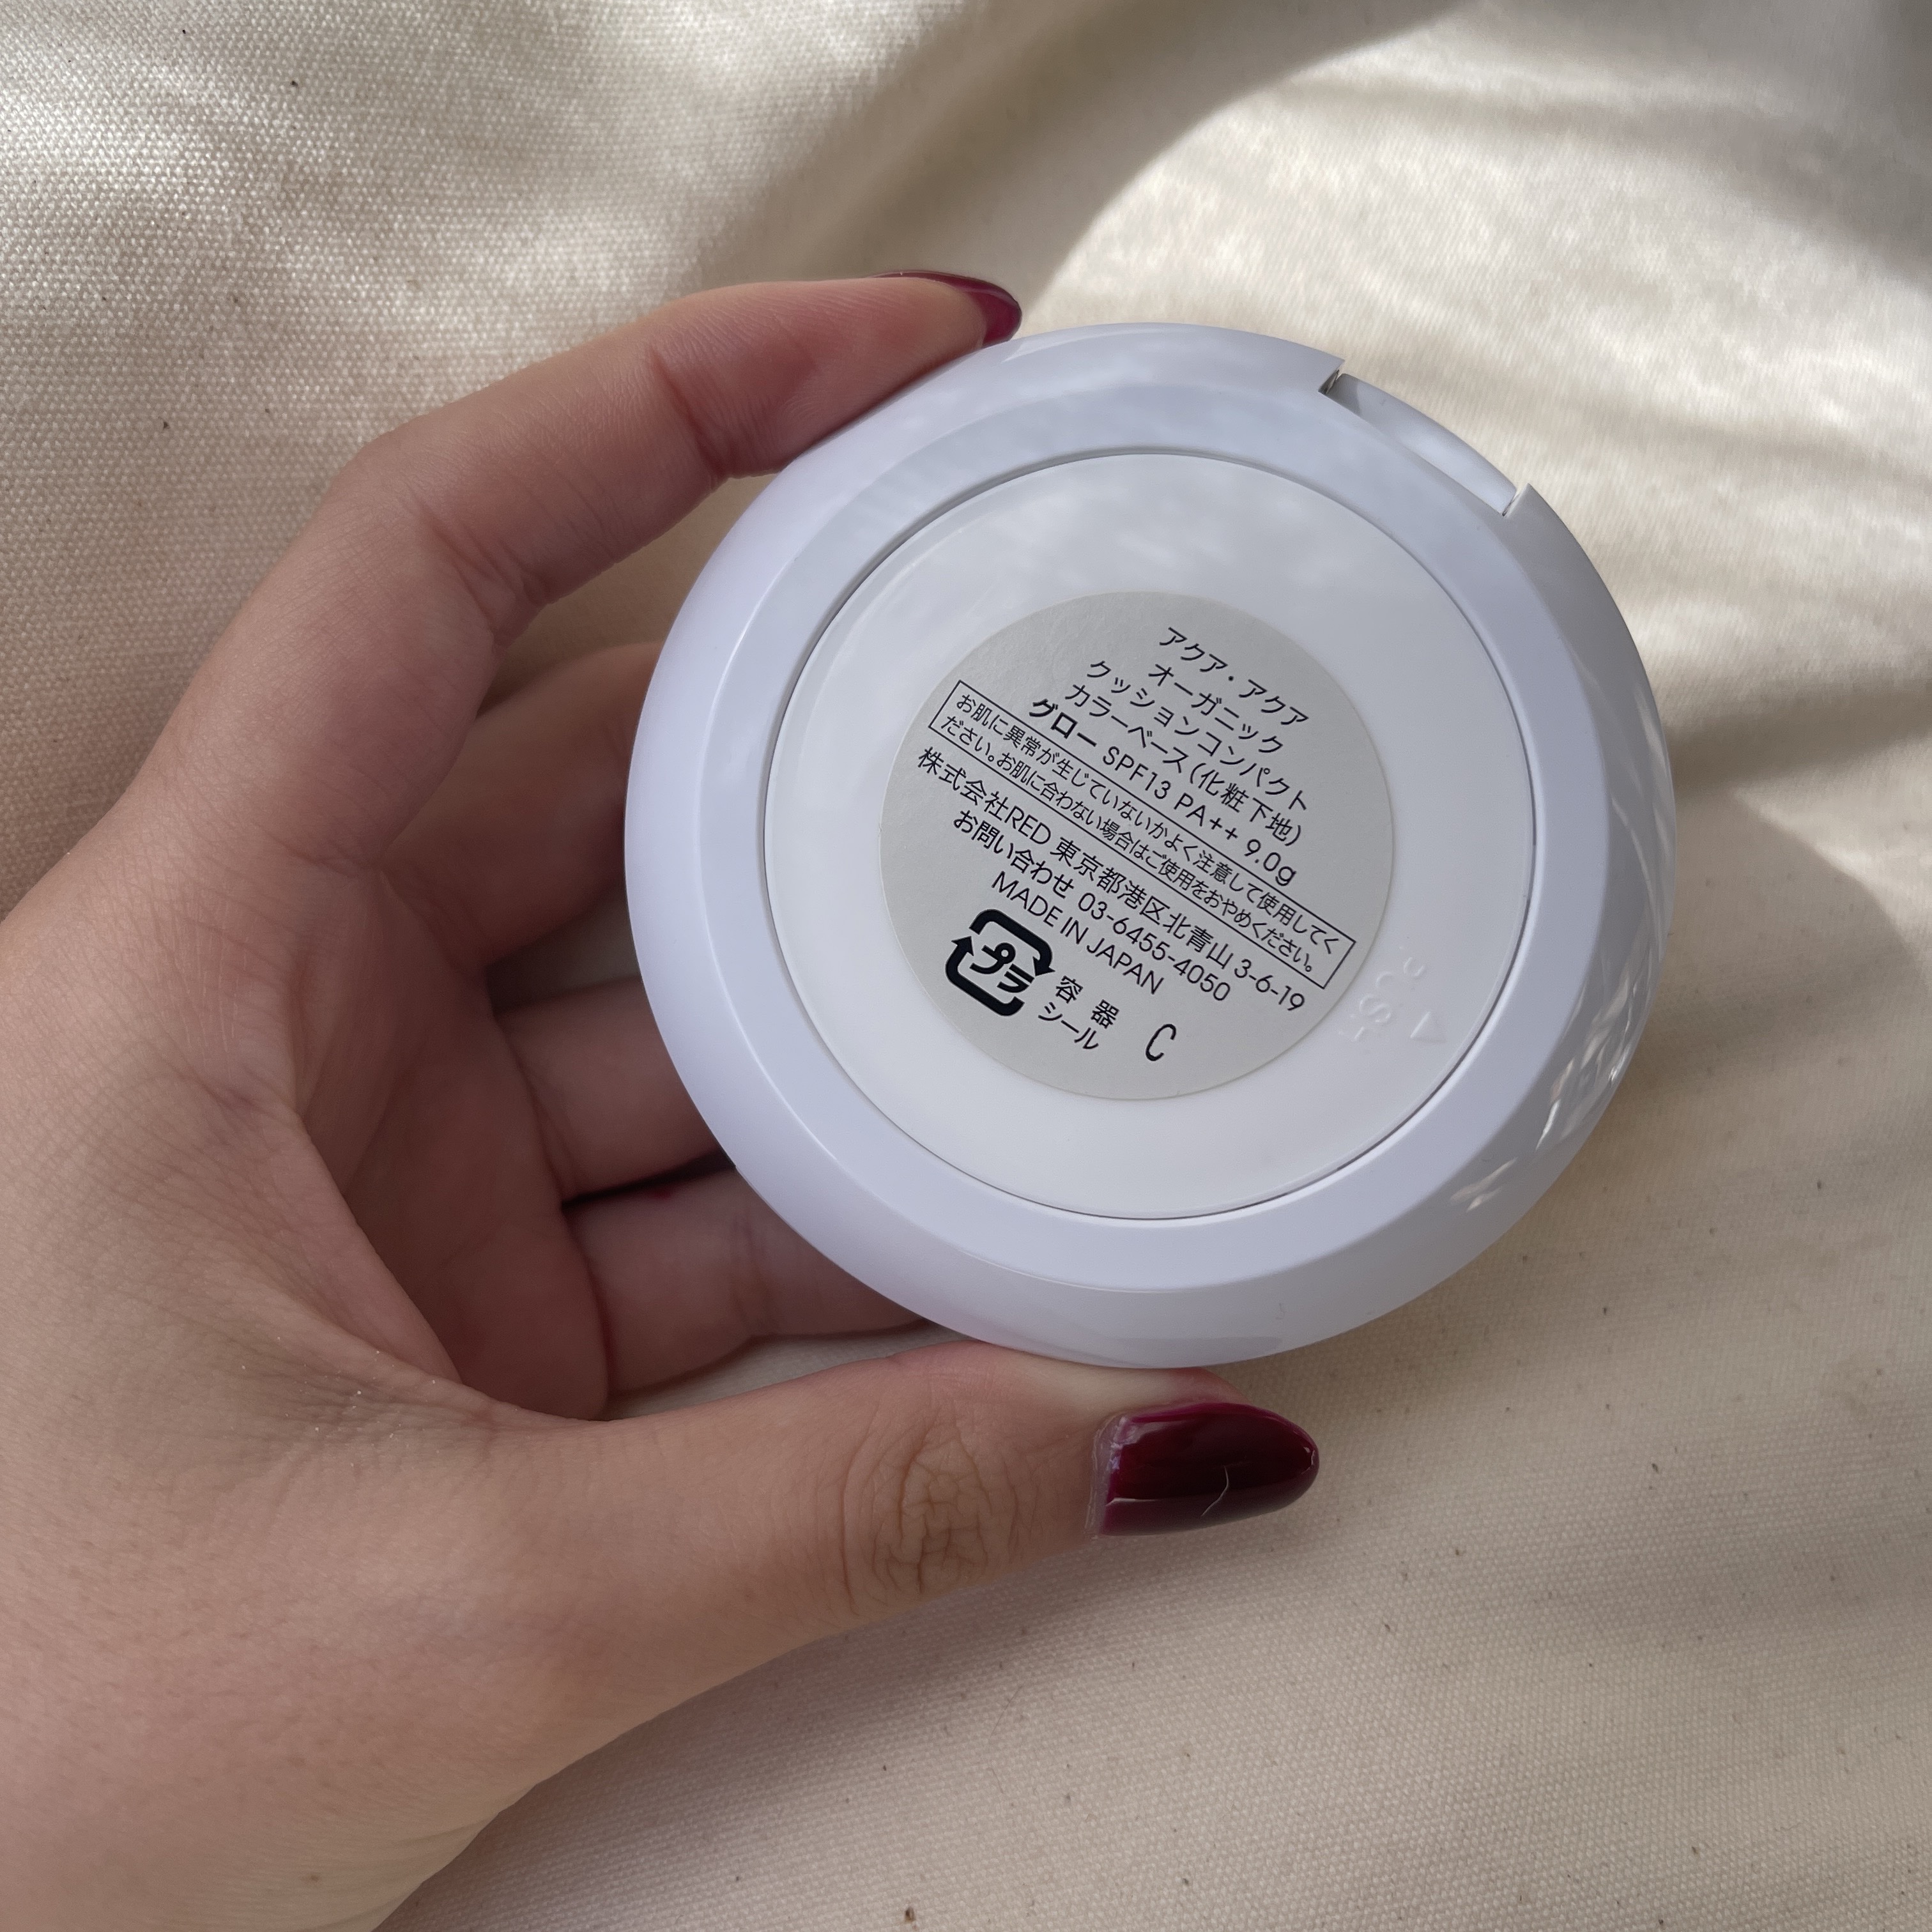 アクア・アクア
オーガニック
クッションコンパクト
カラーベース (化粧下地)
グロー SPF13 PA++ 9.0g
お肌に異常が生じていないかよく注意して使用してく
ださい。お肌に合わない場合はご使用をおやめください。
株式会社RED 東京都港区北青山 3-6-19
お問い合わせ 03-6455-4050
MADE IN JAPAN
プラ
容 器
シール
C
PUSH